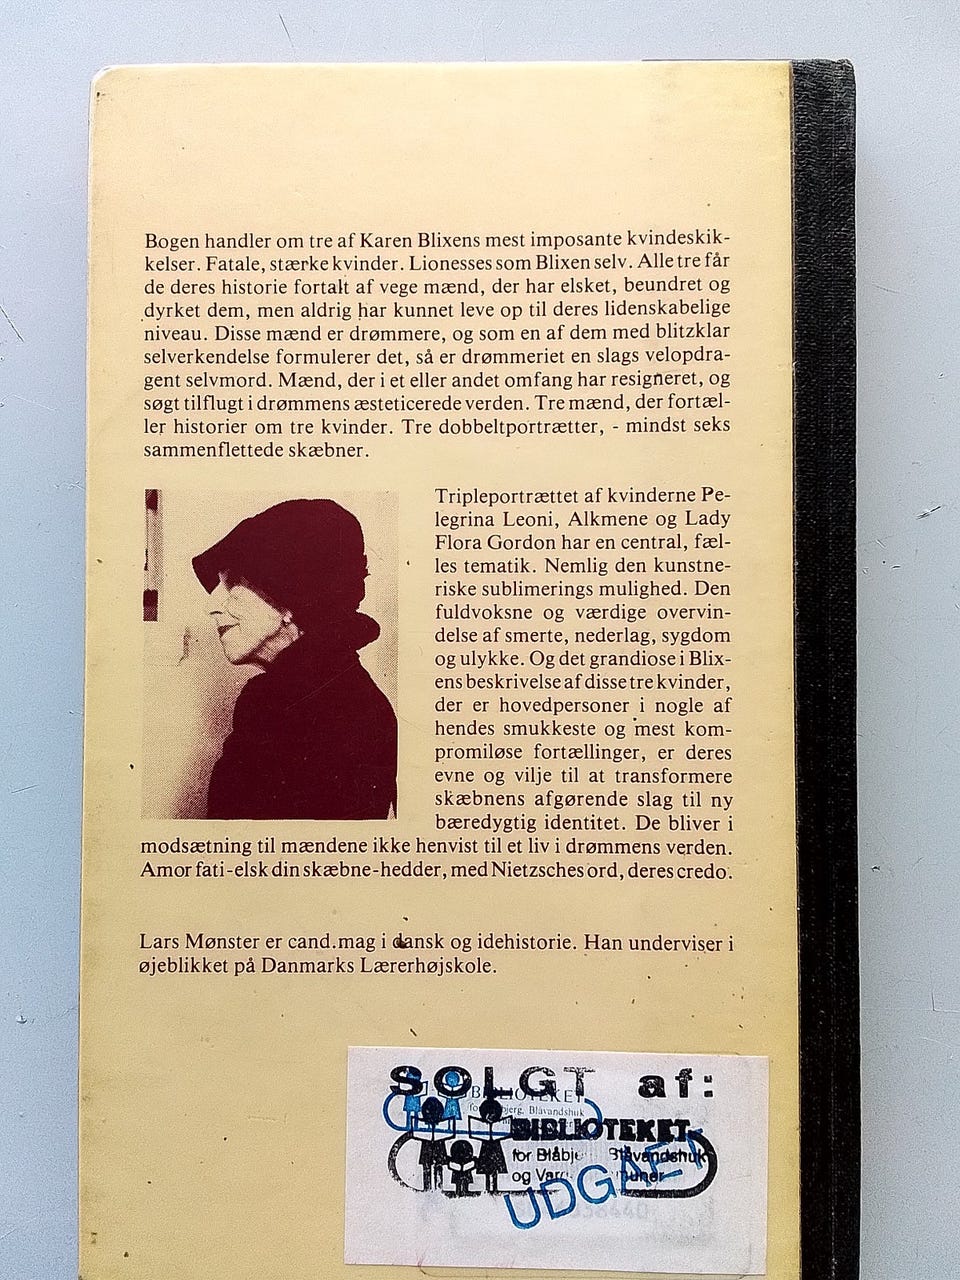 Bogen handler om tre af Karen Blixens mest imposante kvindeskik-
kelser. Fatale, stærke kvinder. Lionesses som Blixen selv. Alle tre får
de deres historie fortalt af vege mænd, der har elsket, beundret og
dyrket dem, men aldrig har kunnet leve op til deres lidenskabelige
niveau. Disse mænd er drømmere, og som en af dem med blitzklar
selverkendelse formulerer det, så er drømmeriet en slags velopdra-
gent selvmord. Mænd, der i et eller andet omfang har resigneret, og
søgt tilflugt i drømmens æsteticerede verden. Tre mænd, der fortæl-
ler historier om tre kvinder. Tre dobbeltportrætter, - mindst seks
sammenflettede skæbner.
Tripleportrættet af kvinderne Pe-
legrina Leoni, Alkmene og Lady
Flora Gordon har en central, fæl-
les tematik. Nemlig den kunstne-
riske sublimerings mulighed. Den
fuldvoksne og værdige overvin-
delse af smerte, nederlag, sygdom
og ulykke. Og det grandiose i Blix-
ens beskrivelse af disse tre kvinder,
der er hovedpersoner i nogle af
hendes smukkeste og mest kom-
promiløse fortællinger, er deres
evne og vilje til at transformere
skæbnens afgørende slag til ny
bæredygtig identitet. De bliver i
modsætning til mændene ikke henvist til et liv i drømmens verden.
Amor fati - elsk din skæbne - hedder, med Nietzsches ord, deres credo.
Lars Mønster er cand.mag i dansk og idehistorie. Han underviser i
øjeblikket på Danmarks Lærerhøjskole.
SOLGT af:
BIBLIOTEKET
Blåvandshuk
BIBLIOTEKET
for Blåbje Blåvandshuk
og
UDGÅET